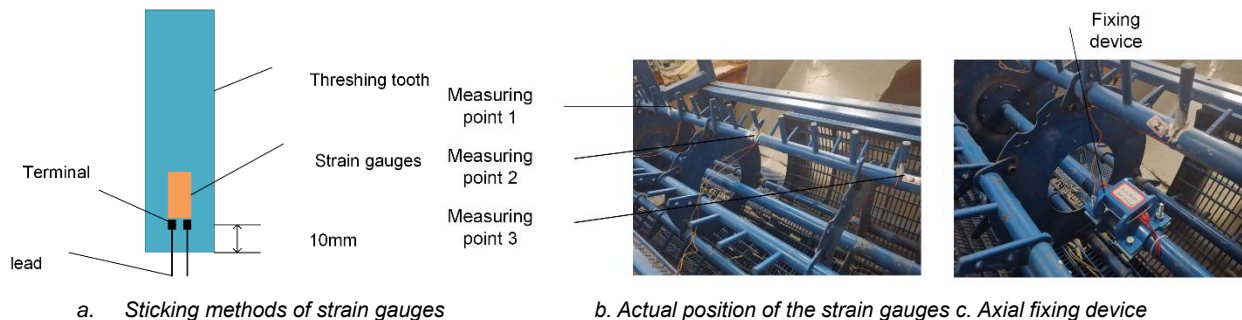 Threshing tooth
Strain gauges
Terminal
10mm
lead
a. Sticking methods of strain gauges
Measuring
point 1
Measuring
point 2
Measuring
point 3
Fixing
device
b. Actual position of the strain gauges c. Axial fixing device